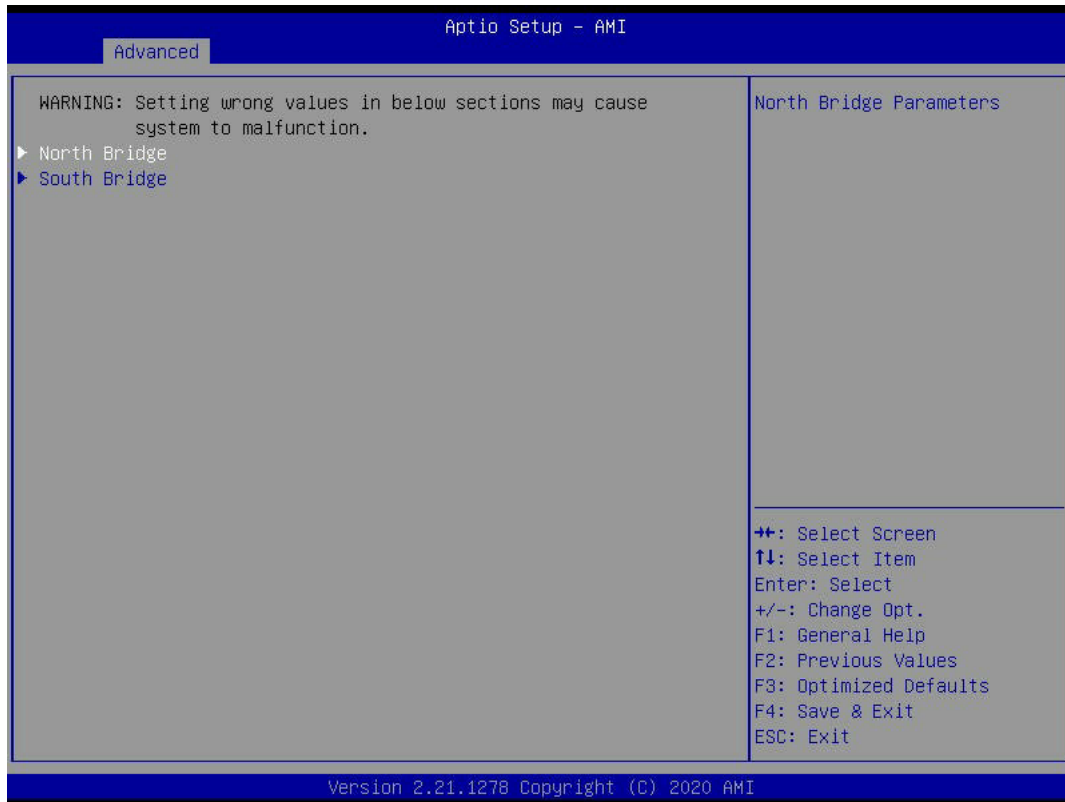 Aptio Setup – AMI
Advanced
WARNING: Setting wrong values in below sections may cause
system to malfunction.
▶ North Bridge
▶ South Bridge
North Bridge Parameters
→←: Select Screen
↑↓: Select Item
Enter: Select
+/-: Change Opt.
F1: General Help
F2: Previous Values
F3: Optimized Defaults
F4: Save & Exit
ESC: Exit
Version 2.21.1278 Copyright (C) 2020 AMI